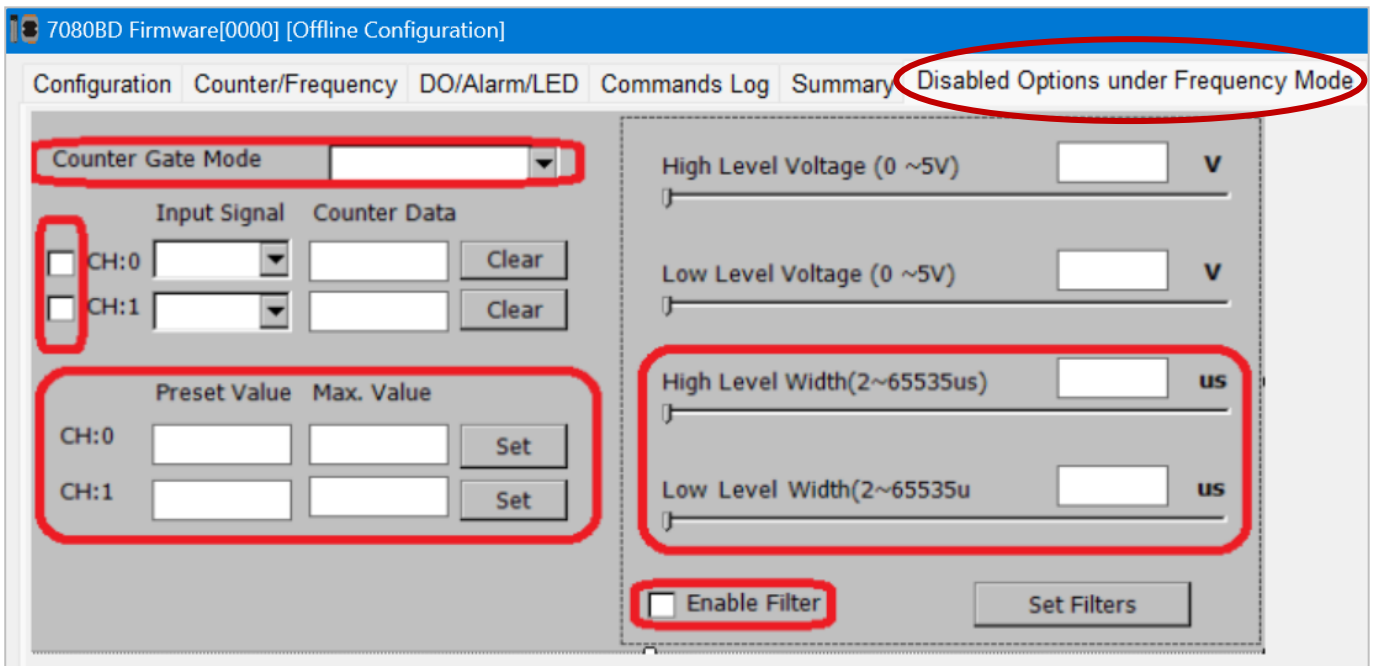 7080BD Firmware[0000] [Offline Configuration]
Configuration Counter/Frequency DO/Alarm/LED Commands Log Summary Disabled Options under Frequency Mode
Counter Gate Mode
Input Signal Counter Data
CH:0 Clear
CH:1 Clear
Preset Value Max. Value
CH:0 Set
CH:1 Set
High Level Voltage (0 ~5V) V
Low Level Voltage (0 ~5V) V
High Level Width(2~65535us) us
Low Level Width(2~65535u us
Enable Filter Set Filters